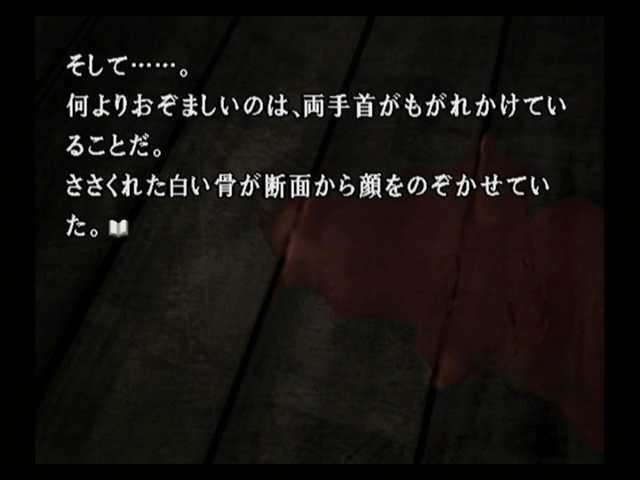 そして……。
何よりおぞましいのは、両手首がもがれかけてい
ることだ。
ささくれた白い骨が断面から顔をのぞかせてい
た。